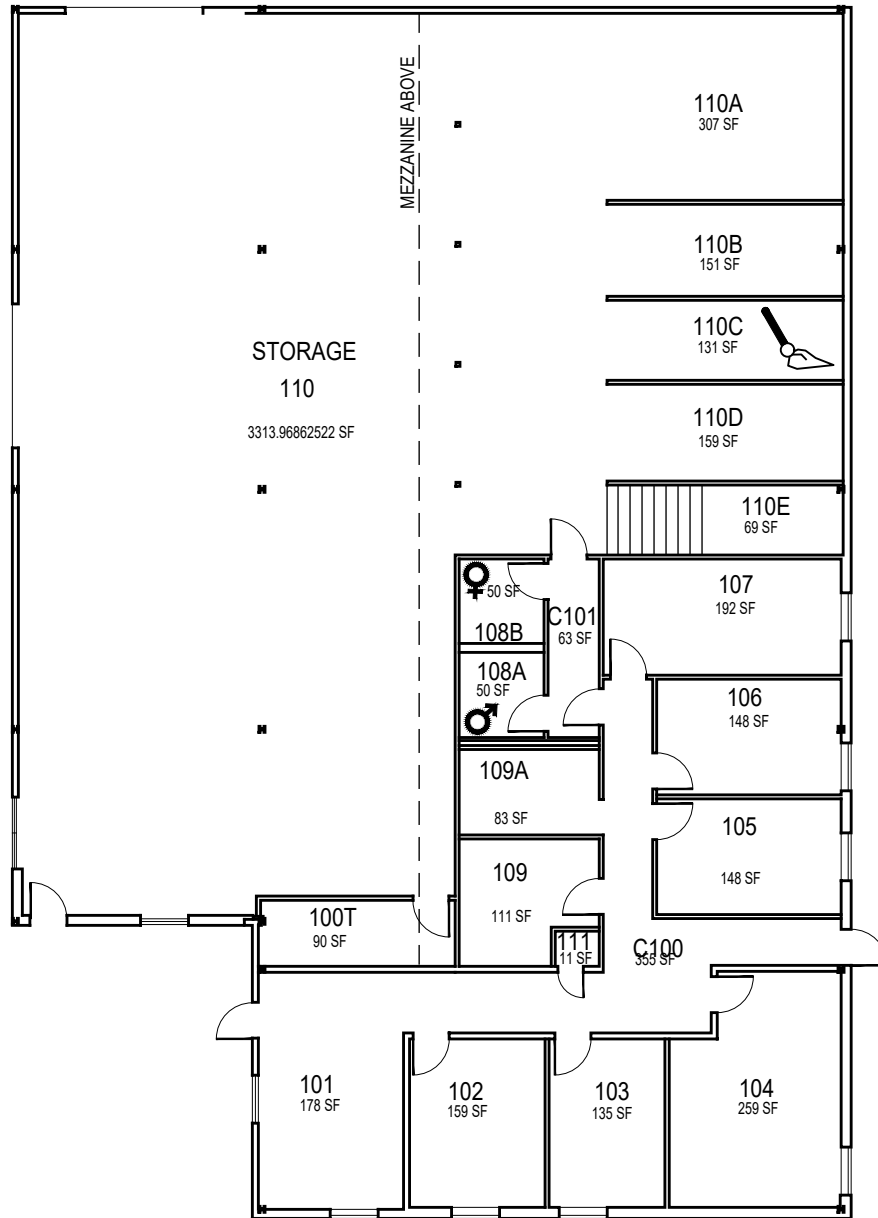 MEZZANINE ABOVE
110A
307 SF
110B
151 SF
110C
131 SF
STORAGE
110
3313.96862522 SF
110D
159 SF
110E
69 SF
50 SF
108B
C101
63 SF
107
192 SF
108A
50 SF
106
148 SF
109A
83 SF
105
148 SF
109
111 SF
100T
90 SF
111
11 SF
C100
355 SF
101
178 SF
102
159 SF
103
135 SF
104
259 SF